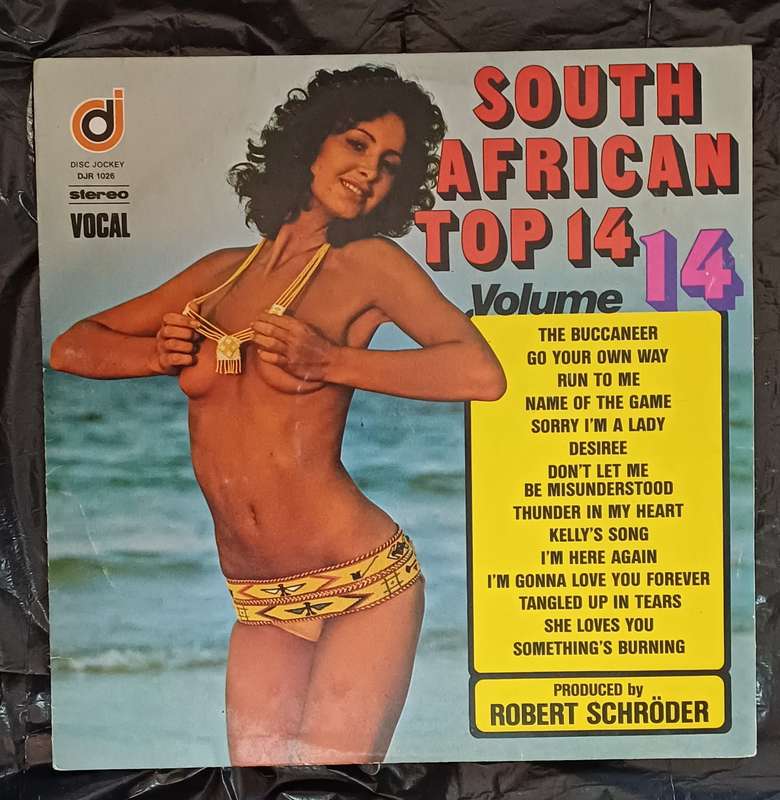 dj
DISC JOCKEY
DJR 1026
stereo
VOCAL
SOUTH
AFRICAN
TOP 14
Volume 14
THE BUCCANEER
GO YOUR OWN WAY
RUN TO ME
NAME OF THE GAME
SORRY I'M A LADY
DESIREE
DON'T LET ME
BE MISUNDERSTOOD
THUNDER IN MY HEART
KELLY'S SONG
I'M HERE AGAIN
I'M GONNA LOVE YOU FOREVER
TANGLED UP IN TEARS
SHE LOVES YOU
SOMETHING'S BURNING
PRODUCED by
ROBERT SCHRÖDER